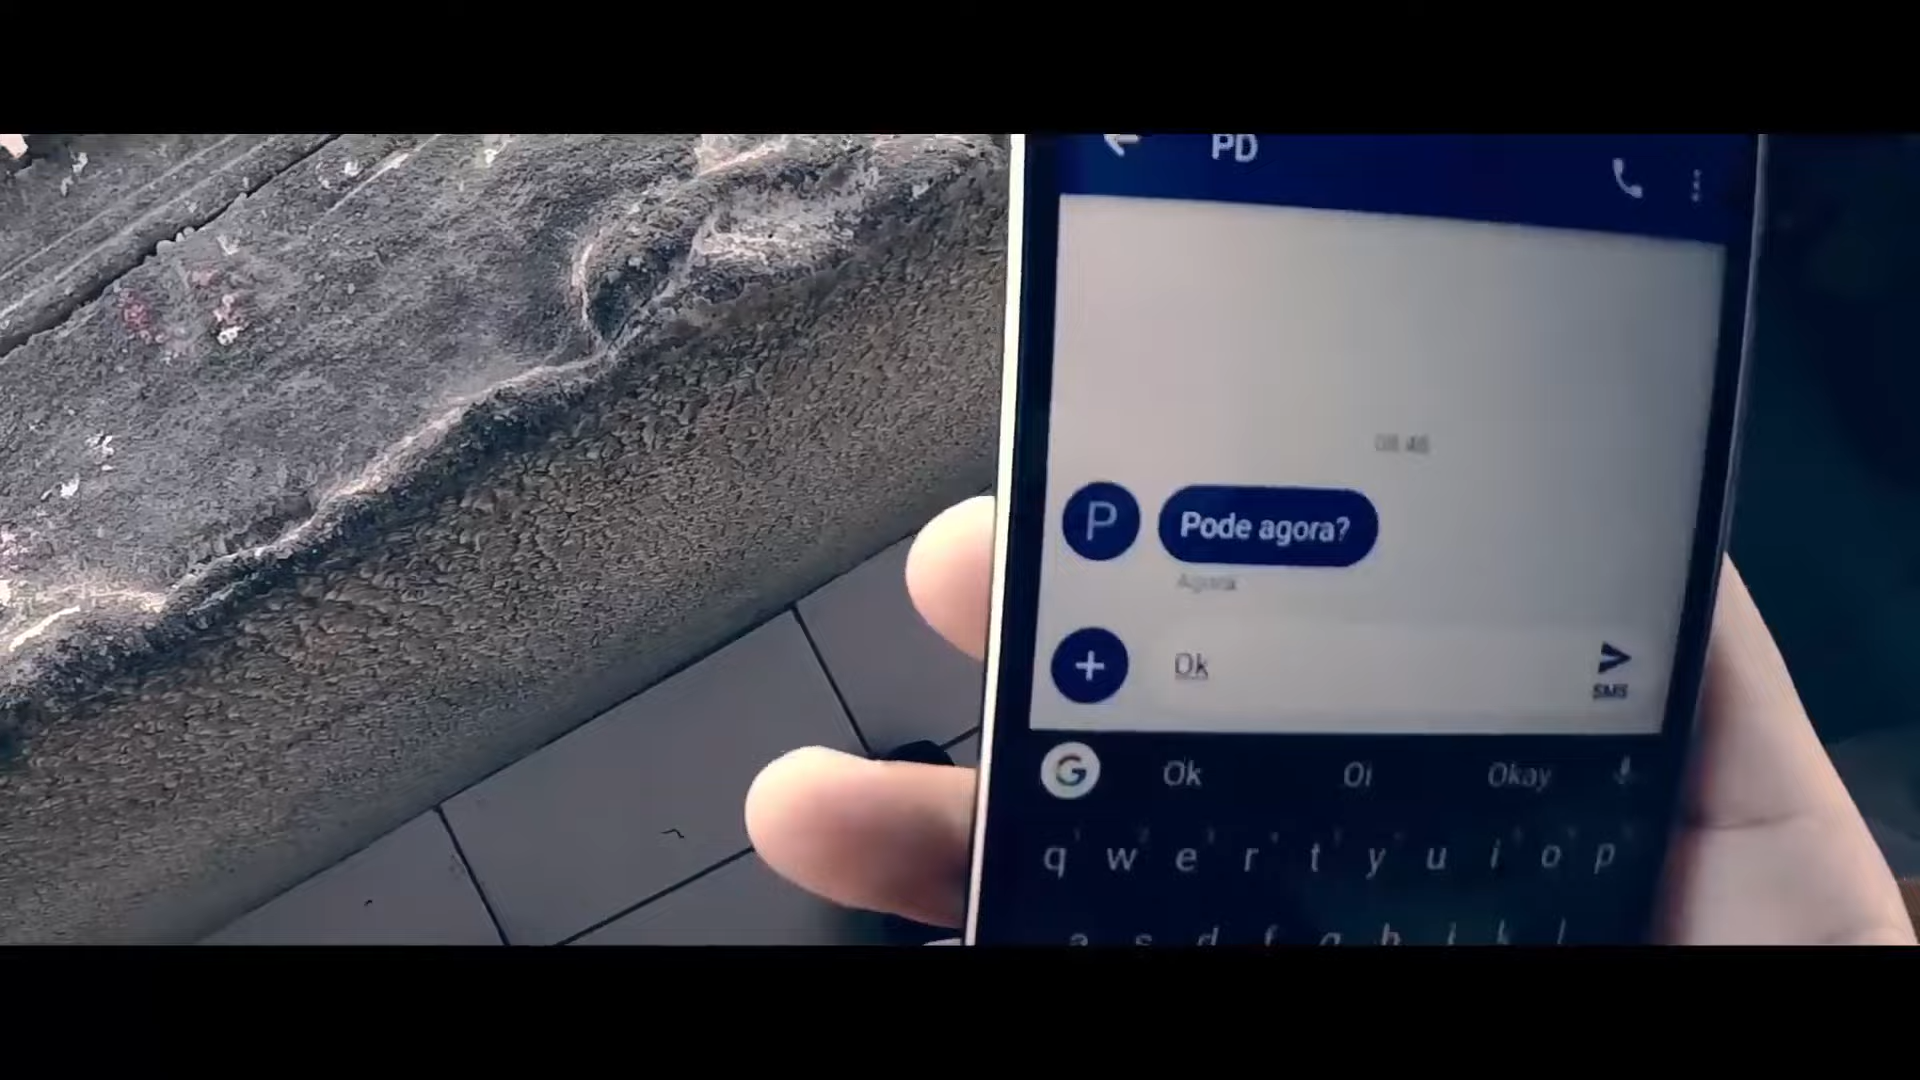 PD
08:46
P
Pode agora?
Agora
Ok
SMS
G
Ok Oi Okay
q w e r t y u i o p
a s d f g h j k l